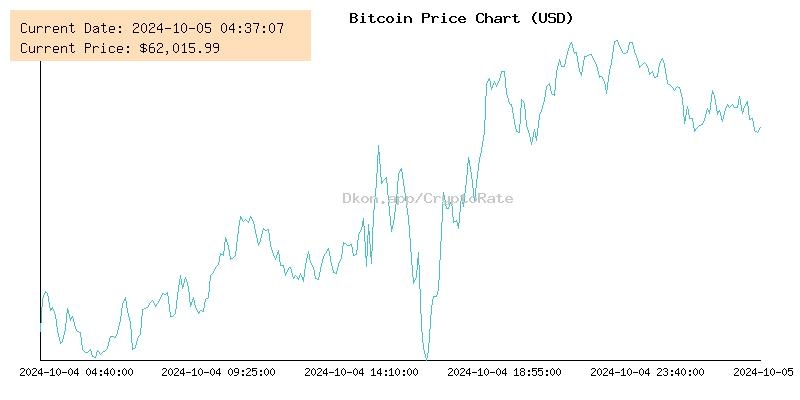 Bitcoin Price Chart (USD)
Current Date: 2024-10-05 04:37:07
Current Price: $62,015.99
Dkon.app/CryptoRate
2024-10-04 04:40:00 2024-10-04 09:25:00 2024-10-04 14:10:00 2024-10-04 18:55:00 2024-10-04 23:40:00 2024-10-05